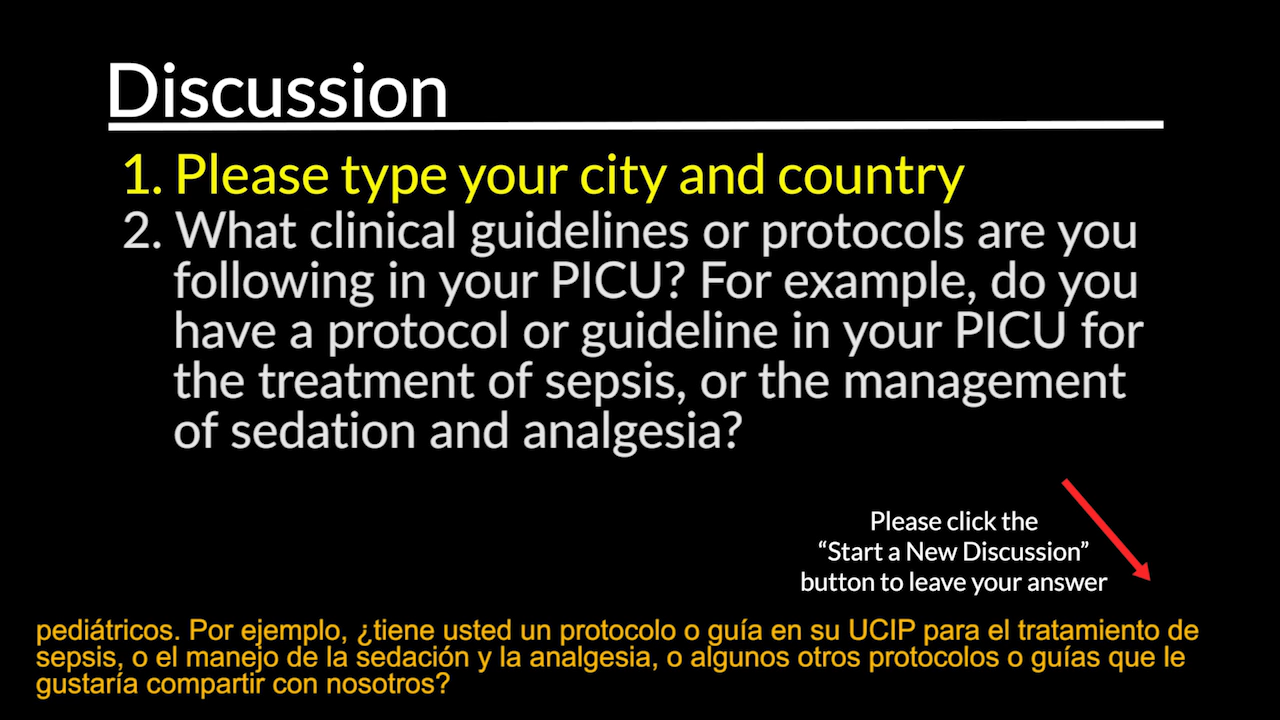 Discussion
1. Please type your city and country
2. What clinical guidelines or protocols are you
following in your PICU? For example, do you
have a protocol or guideline in your PICU for
the treatment of sepsis, or the management
of sedation and analgesia?
Please click the
“Start a New Discussion”
button to leave your answer
pediátricos. Por ejemplo, ¿tiene usted un protocolo o guía en su UCIP para el tratamiento de
sepsis, o el manejo de la sedación y la analgesia, o algunos otros protocolos o guías que le
gustaría compartir con nosotros?